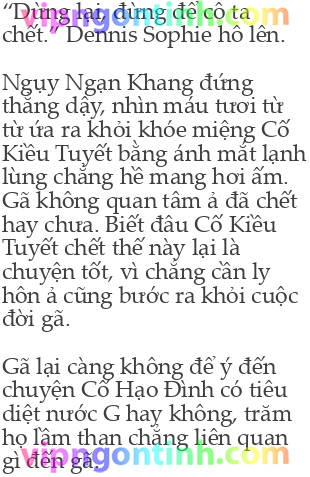 vipngontinh.com
“Dừng lại, đừng để cô ta
chết.” Dennis Sophie hô lên.
Ngụy Ngạn Khang đứng
thẳng dậy, nhìn máu tươi từ
từ ứa ra khỏi khóe miệng Cố
Kiều Tuyết bằng ánh mắt lạnh
lùng chẳng hề mang hơi ấm.
Gã không quan tâm ả đã chết
hay chưa. Biết đâu Cố Kiều
Tuyết chết thế này lại là
chuyện tốt, vì chẳng cần ly
hôn ả cũng bước ra khỏi cuộc
đời gã.
Gã lại càng không để ý đến
chuyện Cố Hạo Đình có tiêu
diệt nước G hay không, trăm
họ lầm than chẳng liên quan
gì đến gã.
vipngontinh.com